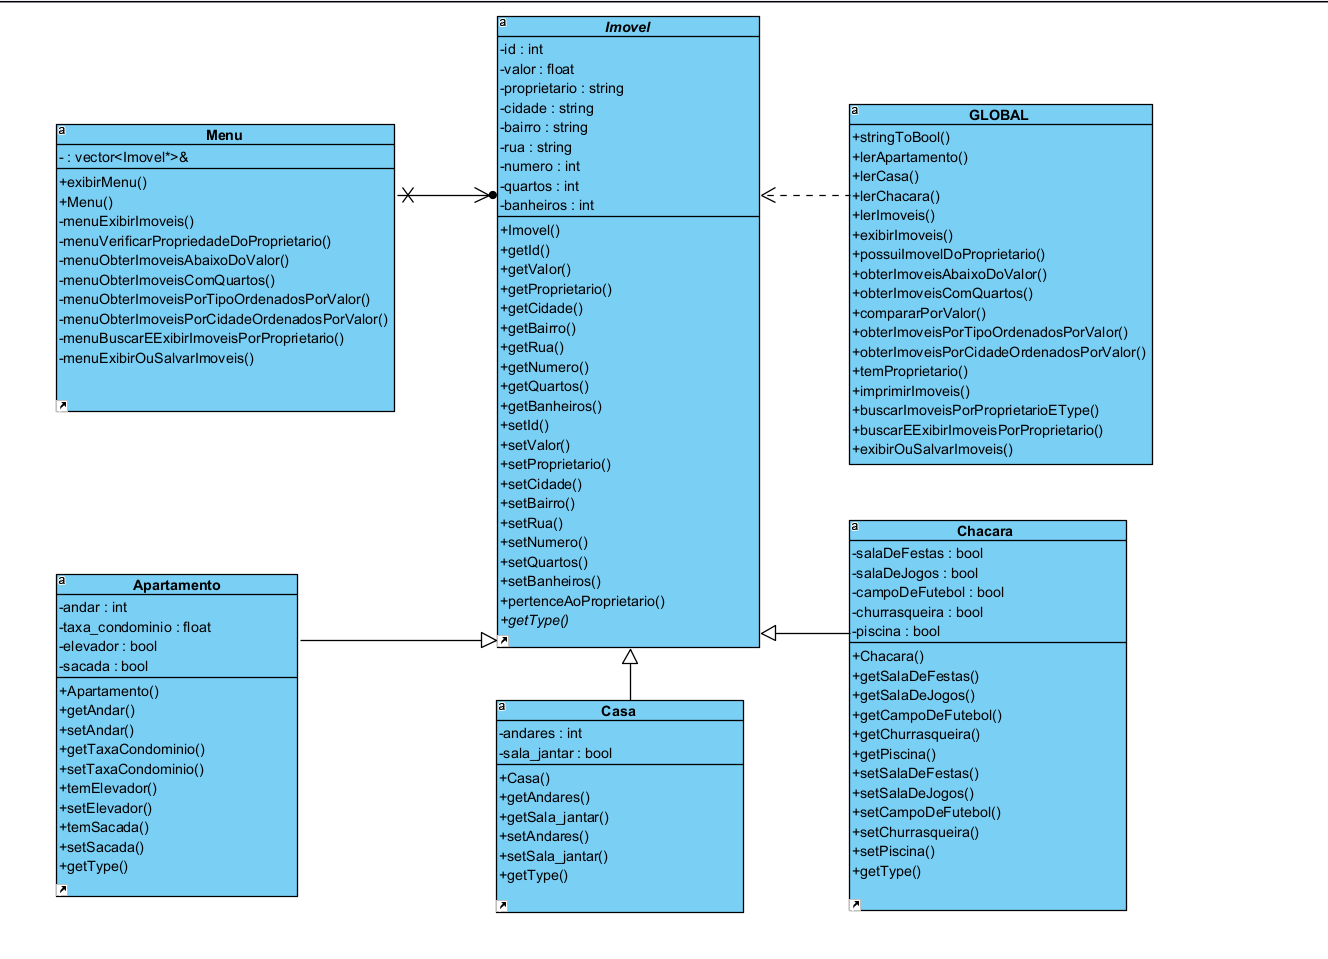 a
Imovel
-id : int
-valor : float
-proprietario : string
-cidade : string
-bairro : string
-rua : string
-numero : int
-quartos : int
-banheiros : int
+Imovel()
+getId()
+getValor()
+getProprietario()
+getCidade()
+getBairro()
+getRua()
+getNumero()
+getQuartos()
+getBanheiros()
+setId()
+setValor()
+setProprietario()
+setCidade()
+setBairro()
+setRua()
+setNumero()
+setQuartos()
+setBanheiros()
+pertenceAoProprietario()
+getType()
a
Menu
- : vector<Imovel*>&
+exibirMenu()
+Menu()
-menuExibirImoveis()
-menuVerificarPropriedadeDoProprietario()
-menuObterImoveisAbaixoDoValor()
-menuObterImoveisComQuartos()
-menuObterImoveisPorTipoOrdenadosPorValor()
-menuObterImoveisPorCidadeOrdenadosPorValor()
-menuBuscarEExibirImoveisPorProprietario()
-menuExibirOuSalvarImoveis()
a
GLOBAL
+stringToBool()
+lerApartamento()
+lerCasa()
+lerChacara()
+lerImoveis()
+exibirImoveis()
+possuiImovelDoProprietario()
+obterImoveisAbaixoDoValor()
+obterImoveisComQuartos()
+compararPorValor()
+obterImoveisPorTipoOrdenadosPorValor()
+obterImoveisPorCidadeOrdenadosPorValor()
+temProprietario()
+imprimirImoveis()
+buscarImoveisPorProprietarioEType()
+buscarEExibirImoveisPorProprietario()
+exibirOuSalvarImoveis()
a
Apartamento
-andar : int
-taxa_condominio : float
-elevador : bool
-sacada : bool
+Apartamento()
+getAndar()
+setAndar()
+getTaxaCondominio()
+setTaxaCondominio()
+temElevador()
+setElevador()
+temSacada()
+setSacada()
+getType()
a
Casa
-andares : int
-sala_jantar : bool
+Casa()
+getAndares()
+getSala_jantar()
+setAndares()
+setSala_jantar()
+getType()
a
Chacara
-salaDeFestas : bool
-salaDeJogos : bool
-campoDeFutebol : bool
-churrasqueira : bool
-piscina : bool
+Chacara()
+getSalaDeFestas()
+getSalaDeJogos()
+getCampoDeFutebol()
+getChurrasqueira()
+getPiscina()
+setSalaDeFestas()
+setSalaDeJogos()
+setCampoDeFutebol()
+setChurrasqueira()
+setPiscina()
+getType()